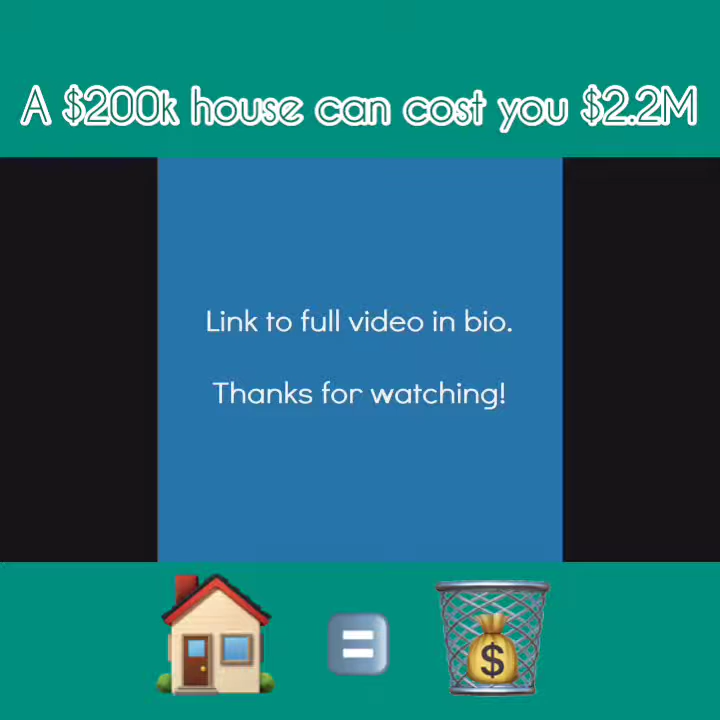 A $200k house can cost you $2.2M
Link to full video in bio.
Thanks for watching!
$